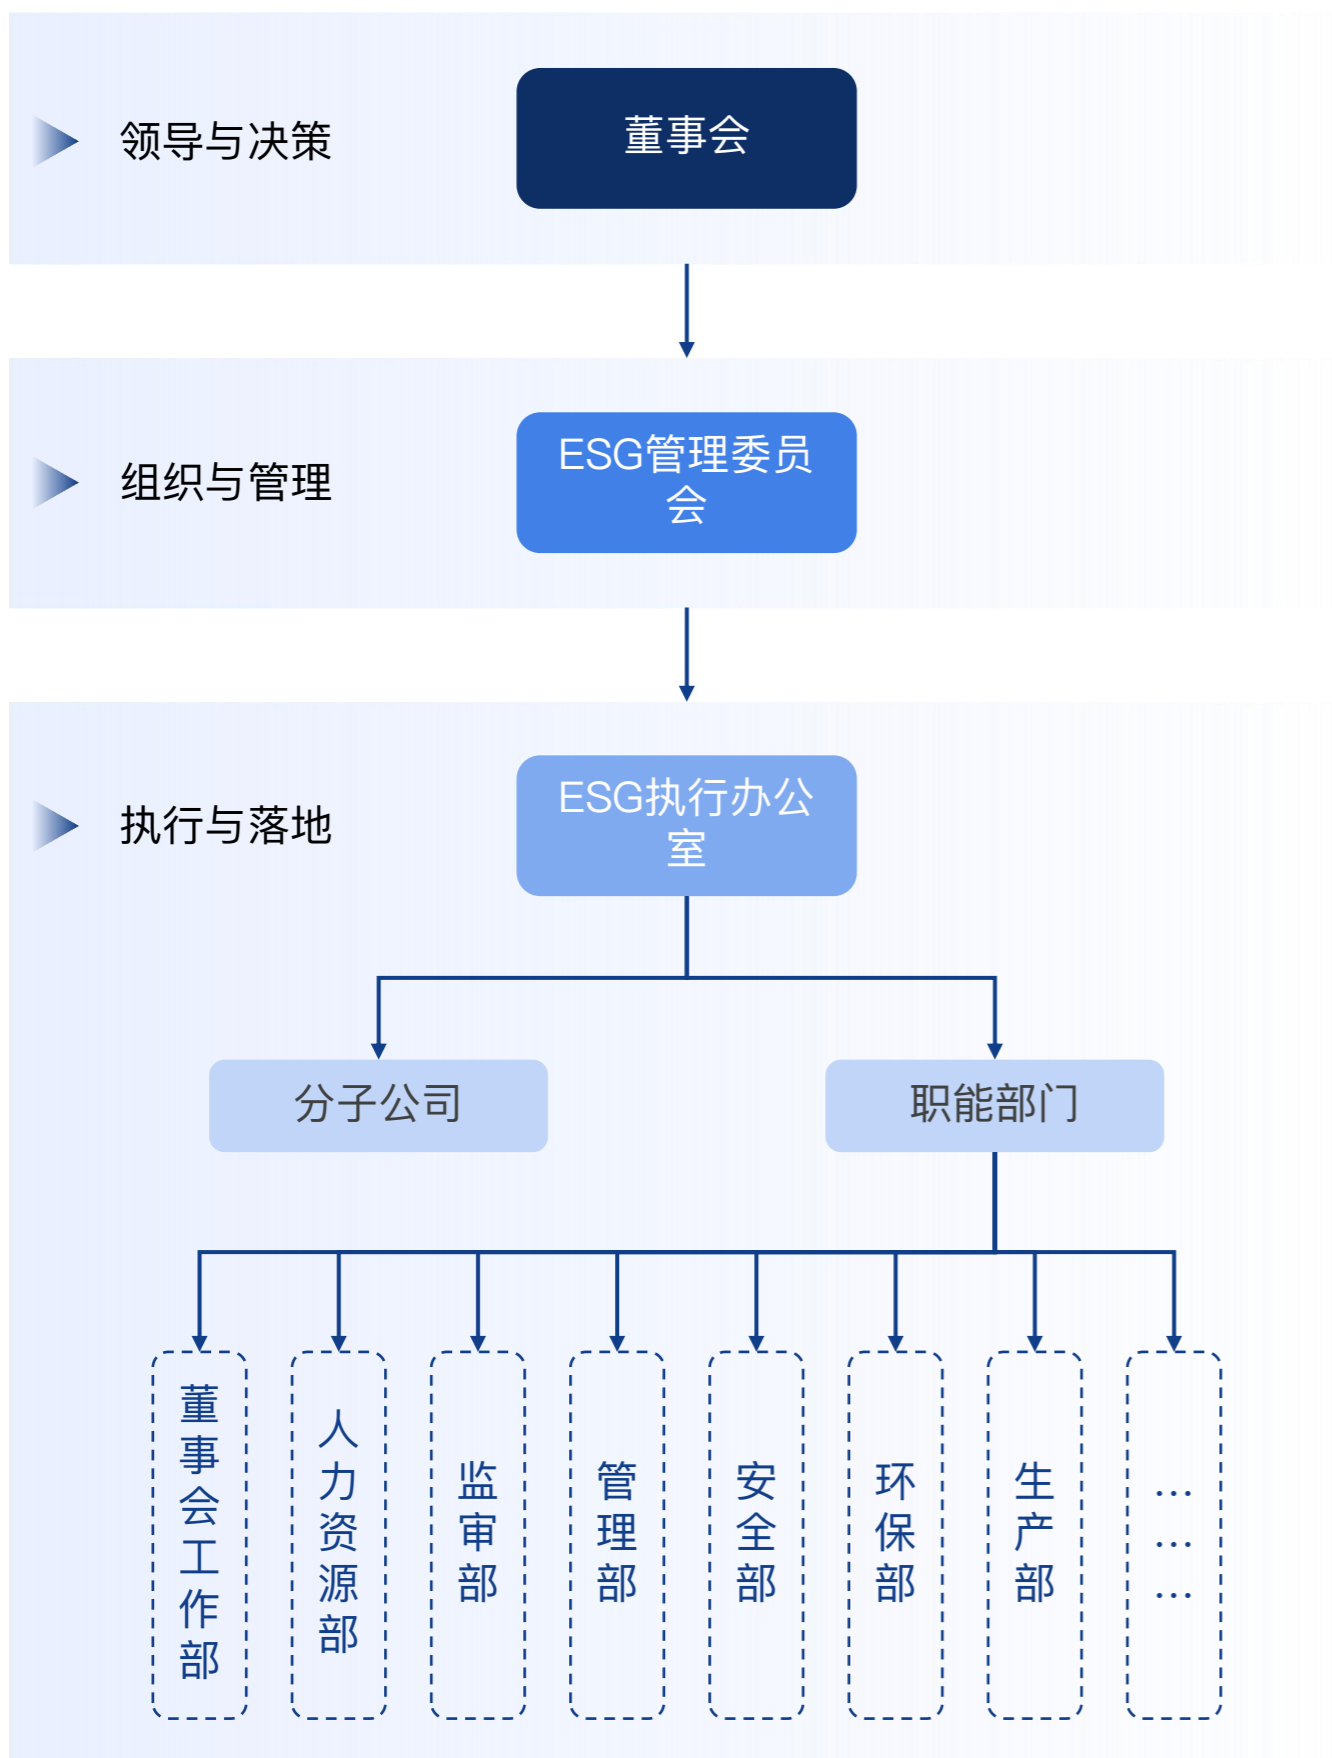 领导与决策
董事会
组织与管理
ESG管理委员
会
执行与落地
ESG执行办公
室
分子公司
职能部门
董事会工作部
人力资源部
监审部
管理部
安全部
环保部
生产部
…
…
…